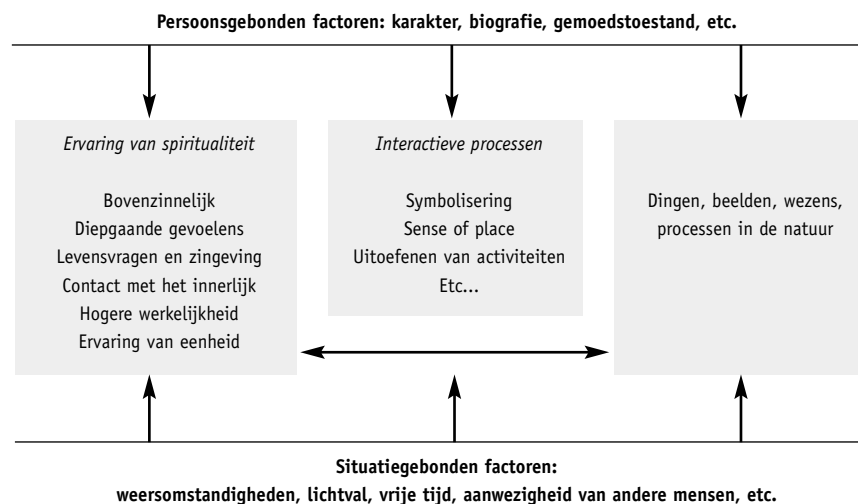 Persoonsgebonden factoren: karakter, biografie, gemoedstoestand, etc.
Ervaring van spiritualiteit
Bovenzinnelijk
Diepgaande gevoelens
Levensvragen en zingeving
Contact met het innerlijk
Hogere werkelijkheid
Ervaring van eenheid
Interactieve processen
Symbolisering
Sense of place
Uitoefenen van activiteiten
Etc...
Dingen, beelden, wezens,
processen in de natuur
Situatiegebonden factoren:
weersomstandigheden, lichtval, vrije tijd, aanwezigheid van andere mensen, etc.